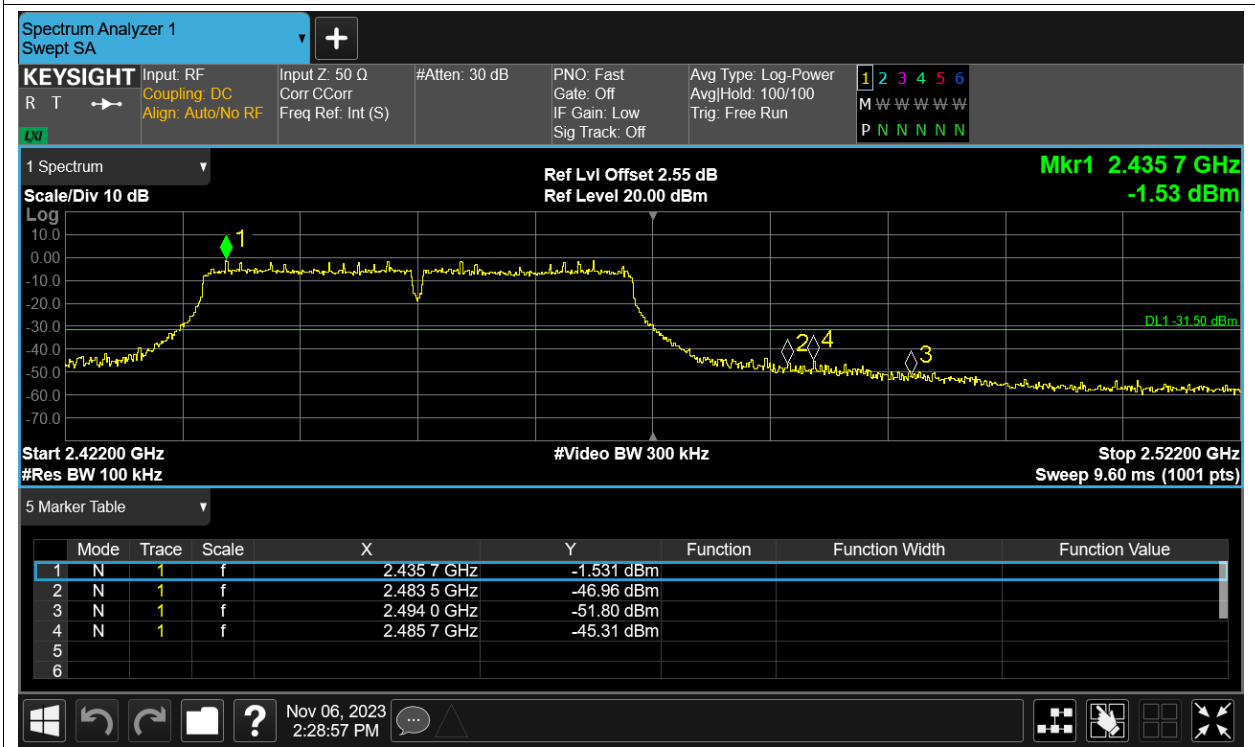 Spectrum Analyzer 1
Swept SA
KEYSIGHT Input: RF Input Z: 50 Ω #Atten: 30 dB PNO: Fast Avg Type: Log-Power 1 2 3 4 5 6
R T Coupling: DC Corr CCorr Gate: Off Avg|Hold: 100/100 M W W W W W
Align: Auto/No RF Freq Ref: Int (S) IF Gain: Low Trig: Free Run
LXI Sig Track: Off P N N N N N
1 Spectrum Ref Lvl Offset 2.55 dB Mkr1 2.435 7 GHz
Scale/Div 10 dB Ref Level 20.00 dBm -1.53 dBm
Log
10.0
1
0.00
-10.0
-20.0
-30.0 DL1 -31.50 dBm
-40.0 2 4
3
-50.0
-60.0
-70.0
Start 2.42200 GHz #Video BW 300 kHz Stop 2.52200 GHz
#Res BW 100 kHz Sweep 9.60 ms (1001 pts)
5 Marker Table
Mode Trace Scale X Y Function Function Width Function Value
1 N 1 f 2.435 7 GHz -1.531 dBm
2 N 1 f 2.483 5 GHz -46.96 dBm
3 N 1 f 2.494 0 GHz -51.80 dBm
4 N 1 f 2.485 7 GHz -45.31 dBm
5
6
? Nov 06, 2023
2:28:57 PM